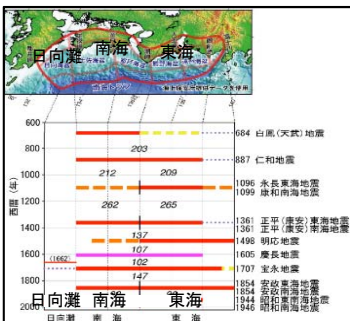 日向灘 南海 東海
600
684 白鳳(天武)地震
800
203
887 仁和地震
1000
212 209
1096 永長東海地震
1099 康和南海地震
1200
262 265
1361 正平(康安)東海地震
1361 正平(康安)南海地震
1400
137
1498 明応地震
1600
107
1605 慶長地震
(1662)
102
1707 宝永地震
1800
147
1854 安政東海地震
1854 安政南海地震
1944 昭和東南海地震
1946 昭和南海地震
2000
西暦(年)
日向灘 南海 東海
日向灘 南 海 東 海